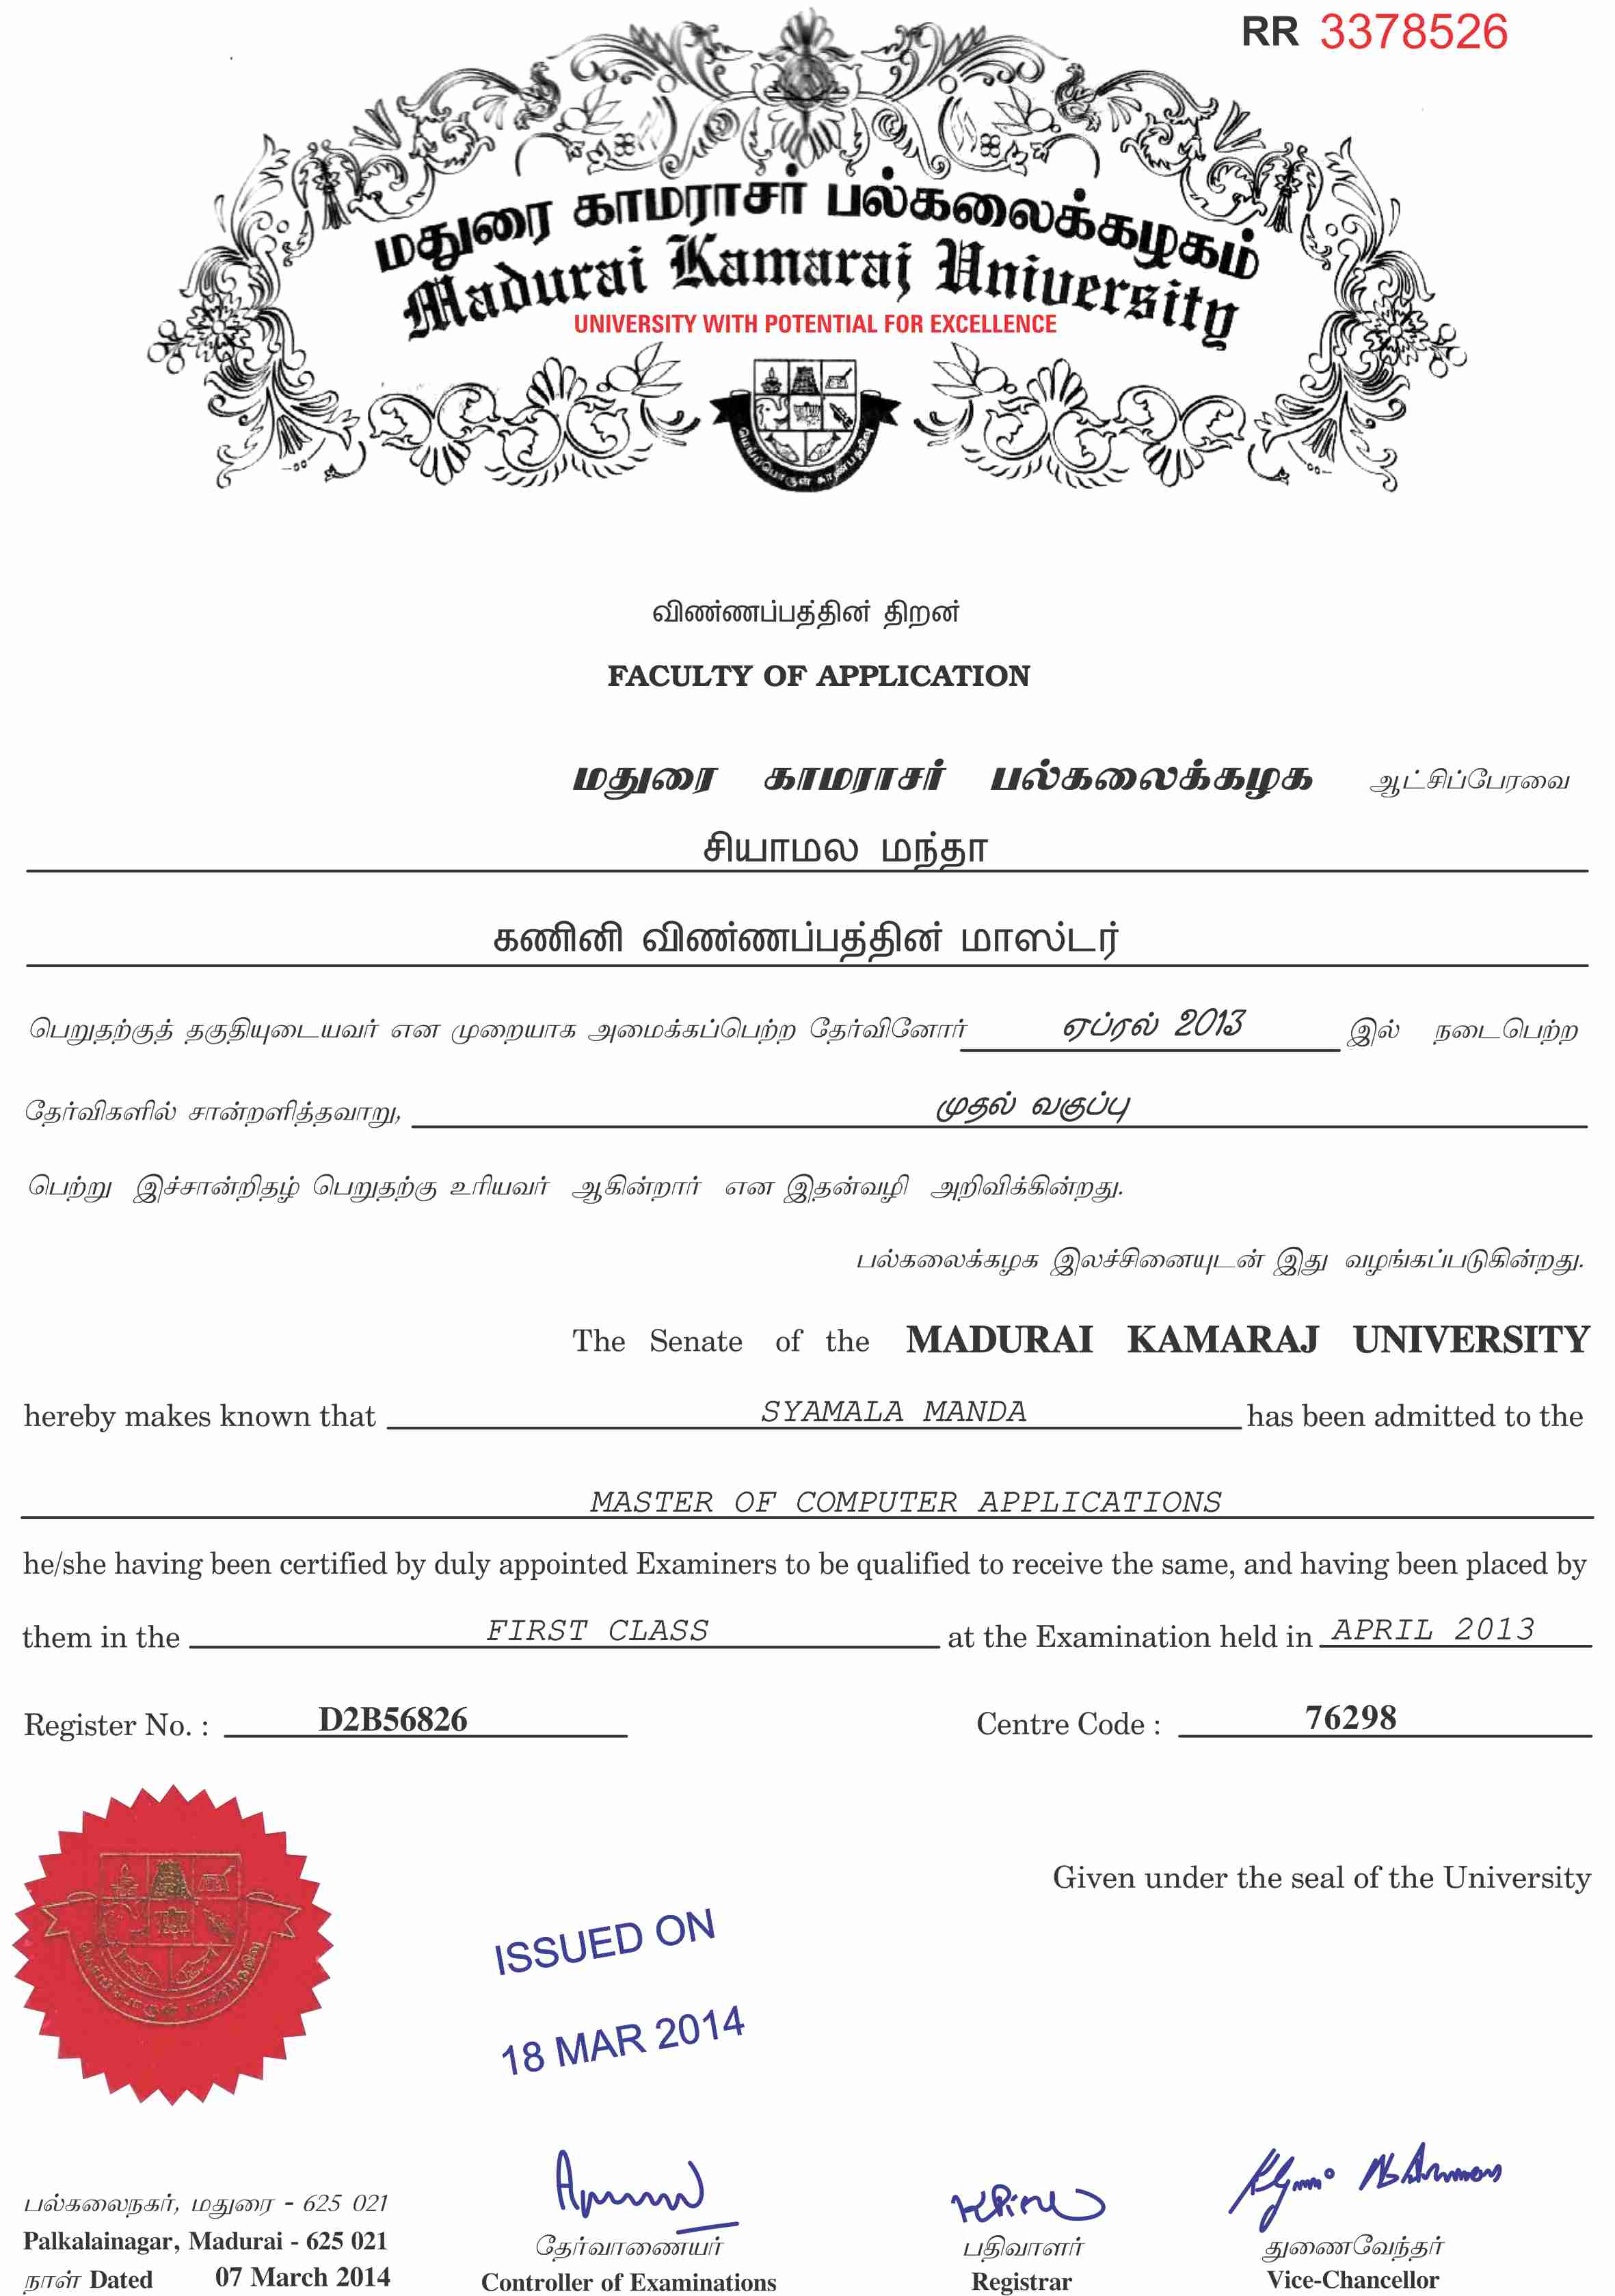 RR 3378526
மதுரை காமராசர் பல்கலைக்கழகம்
Madurai Kamaraj University
UNIVERSITY WITH POTENTIAL FOR EXCELLENCE
விண்ணப்பத்தின் திறன்
FACULTY OF APPLICATION
மதுரை காமராசர் பல்கலைக்கழக ஆட்சிப்பேரவை
சியாமல மந்தா
கணினி விண்ணப்பத்தின் மாஸ்டர்
பெறுதற்குத் தகுதியுடையவர் என முறையாக அமைக்கப்பெற்ற தேர்வினோர் ஏப்ரல் 2013 இல் நடைபெற்ற
தேர்விகளில் சான்றளித்தவாறு, முதல் வகுப்பு
பெற்று இச்சான்றிதழ் பெறுதற்கு உரியவர் ஆகின்றார் என இதன்வழி அறிவிக்கின்றது.
பல்கலைக்கழக இலச்சினையுடன் இது வழங்கப்படுகின்றது.
The Senate of the MADURAI KAMARAJ UNIVERSITY
hereby makes known that SYAMALA MANDA has been admitted to the
MASTER OF COMPUTER APPLICATIONS
he/she having been certified by duly appointed Examiners to be qualified to receive the same, and having been placed by
them in the FIRST CLASS at the Examination held in APRIL 2013
Register No. : D2B56826 Centre Code : 76298
Given under the seal of the University
ISSUED ON
18 MAR 2014
பல்கலைநகர், மதுரை - 625 021
Palkalainagar, Madurai - 625 021
நாள் Dated 07 March 2014
தேர்வாணையர்
Controller of Examinations
பதிவாளர்
Registrar
துணைவேந்தர்
Vice-Chancellor